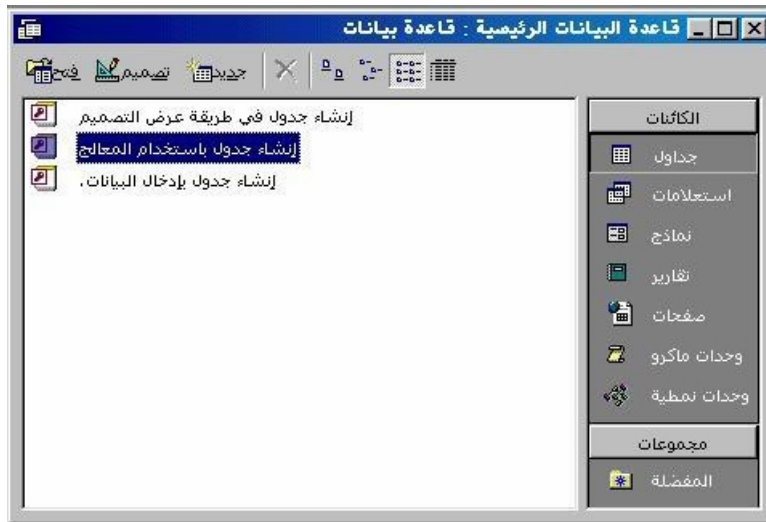 قاعدة البيانات الرئيصية : قاعدة بيانات
فتح تصميم جديد
الكائنات
جداول
استعلامات
نماذج
تقارير
صفحات
وحدات ماكرو
وحدات نمطية
مجموعات
المفضلة
إنشاء جدول في طريقة عرض التصميم
إنشاء جدول باستخدام المعالج
إنشاء جدول بإدخال البيانات.